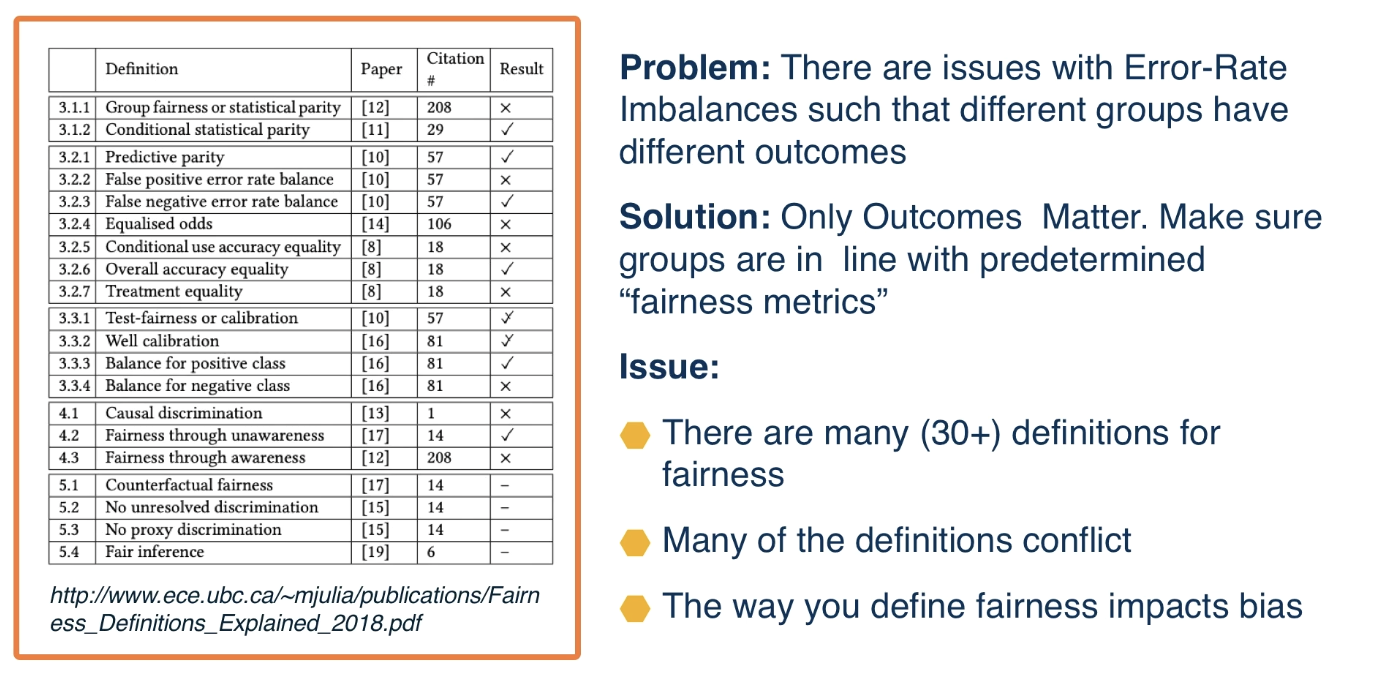 Definition Paper Citation # Result
3.1.1 Group fairness or statistical parity [12] 208 ×
3.1.2 Conditional statistical parity [11] 29 ✓
3.2.1 Predictive parity [10] 57 ✓
3.2.2 False positive error rate balance [10] 57 ×
3.2.3 False negative error rate balance [10] 57 ✓
3.2.4 Equalised odds [14] 106 ×
3.2.5 Conditional use accuracy equality [8] 18 ×
3.2.6 Overall accuracy equality [8] 18 ✓
3.2.7 Treatment equality [8] 18 ×
3.3.1 Test-fairness or calibration [10] 57 ✓̗
3.3.2 Well calibration [16] 81 ✓̗
3.3.3 Balance for positive class [16] 81 ✓
3.3.4 Balance for negative class [16] 81 ×
4.1 Causal discrimination [13] 1 ×
4.2 Fairness through unawareness [17] 14 ✓
4.3 Fairness through awareness [12] 208 ×
5.1 Counterfactual fairness [17] 14 –
5.2 No unresolved discrimination [15] 14 –
5.3 No proxy discrimination [15] 14 –
5.4 Fair inference [19] 6 –
http://www.ece.ubc.ca/~mjulia/publications/Fairn
ess_Definitions_Explained_2018.pdf
Problem: There are issues with Error-Rate
Imbalances such that different groups have
different outcomes
Solution: Only Outcomes Matter. Make sure
groups are in line with predetermined
“fairness metrics”
Issue:
There are many (30+) definitions for
fairness
Many of the definitions conflict
The way you define fairness impacts bias